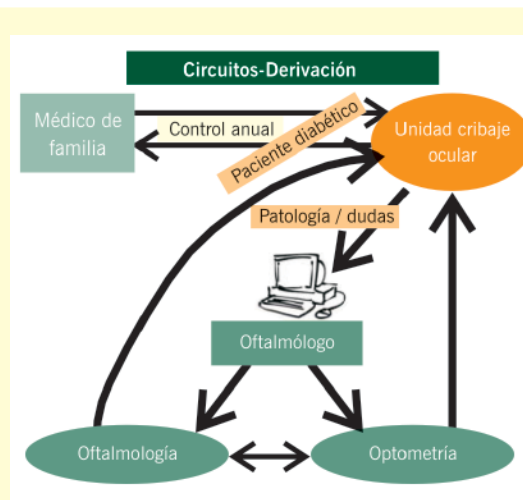 Circuitos-Derivación
Médico de
familia
Control anual
Paciente diabético
Unidad cribaje
ocular
Patología / dudas
Oftalmólogo
Oftalmología
Optometría